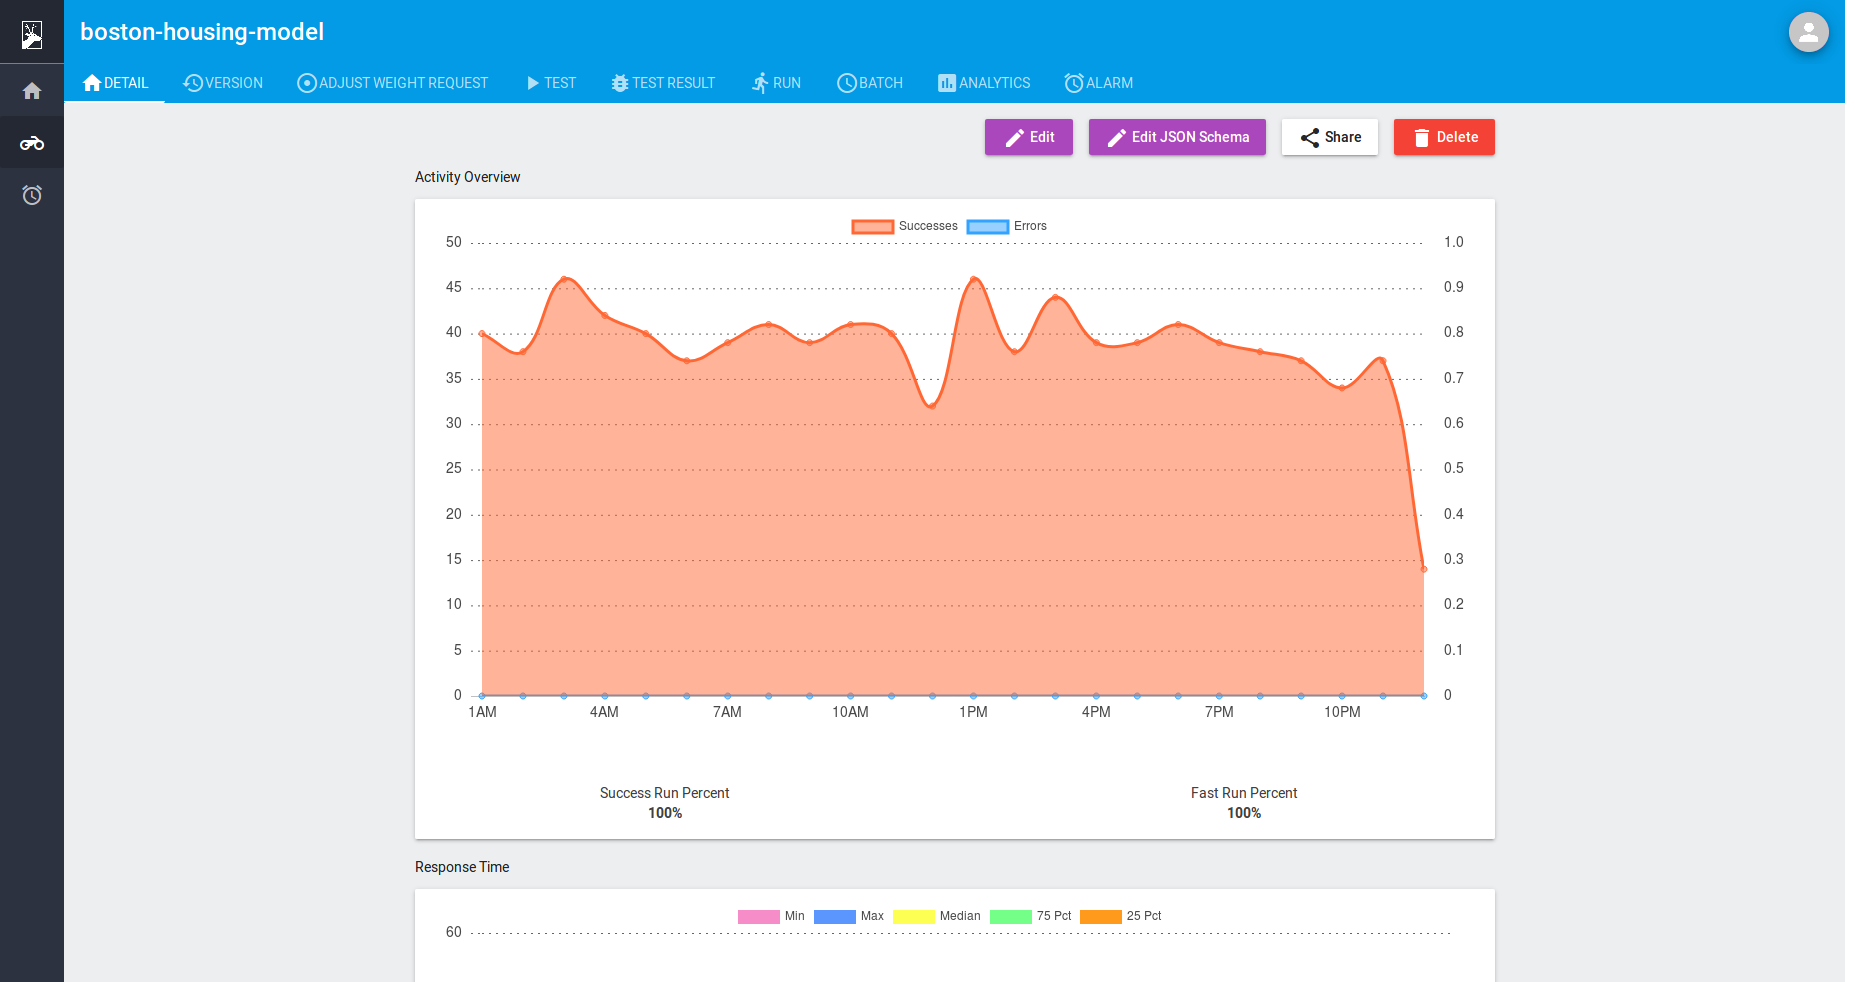 boston-housing-model
DETAIL VERSION ADJUST WEIGHT REQUEST TEST TEST RESULT RUN BATCH ANALYTICS ALARM
Edit Edit JSON Schema Share Delete
Activity Overview
Successes Errors
50 1.0
45 0.9
40 0.8
35 0.7
30 0.6
25 0.5
20 0.4
15 0.3
10 0.2
5 0.1
0 0
1AM 4AM 7AM 10AM 1PM 4PM 7PM 10PM
Success Run Percent Fast Run Percent
100% 100%
Response Time
Min Max Median 75 Pct 25 Pct
60